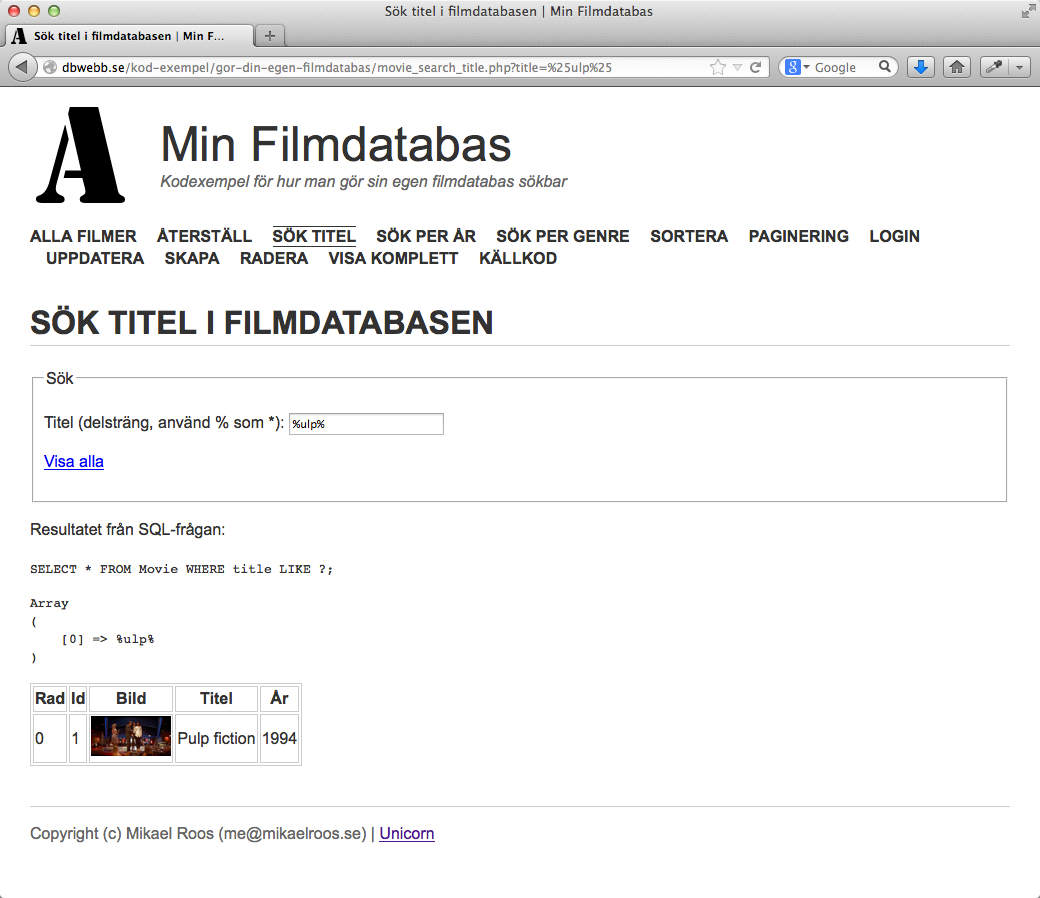 Sök titel i filmdatabasen | Min Filmdatabas
Sök titel i filmdatabasen | Min F...
dbwebb.se/kod-exempel/gor-din-egen-filmdatabas/movie_search_title.php?title=%25ulp%25
Google
A
Min Filmdatabas
Kodexempel för hur man gör sin egen filmdatabas sökbar
ALLA FILMER ÅTERSTÄLL SÖK TITEL SÖK PER ÅR SÖK PER GENRE SORTERA PAGINERING LOGIN
UPPDATERA SKAPA RADERA VISA KOMPLETT KÄLLKOD
SÖK TITEL I FILMDATABASEN
Sök
Titel (delsträng, använd % som *): %ulp%
Visa alla
Resultatet från SQL-frågan:
SELECT * FROM Movie WHERE title LIKE ?;
Array
(
[0] => %ulp%
)
Rad Id Bild Titel År
0 1 Pulp fiction 1994
Copyright (c) Mikael Roos (me@mikaelroos.se) | Unicorn